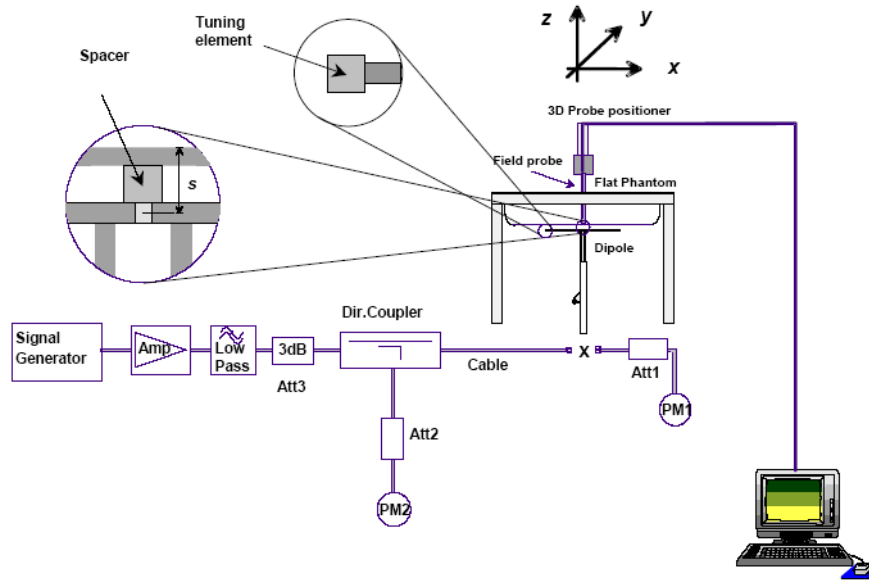 Tuning
element
Spacer
s
z
y
x
3D Probe positioner
Field probe
Flat Phantom
Dipole
Signal
Generator
Amp
Low
Pass
3dB
Att3
Dir.Coupler
Cable
X
Att1
PM1
Att2
PM2